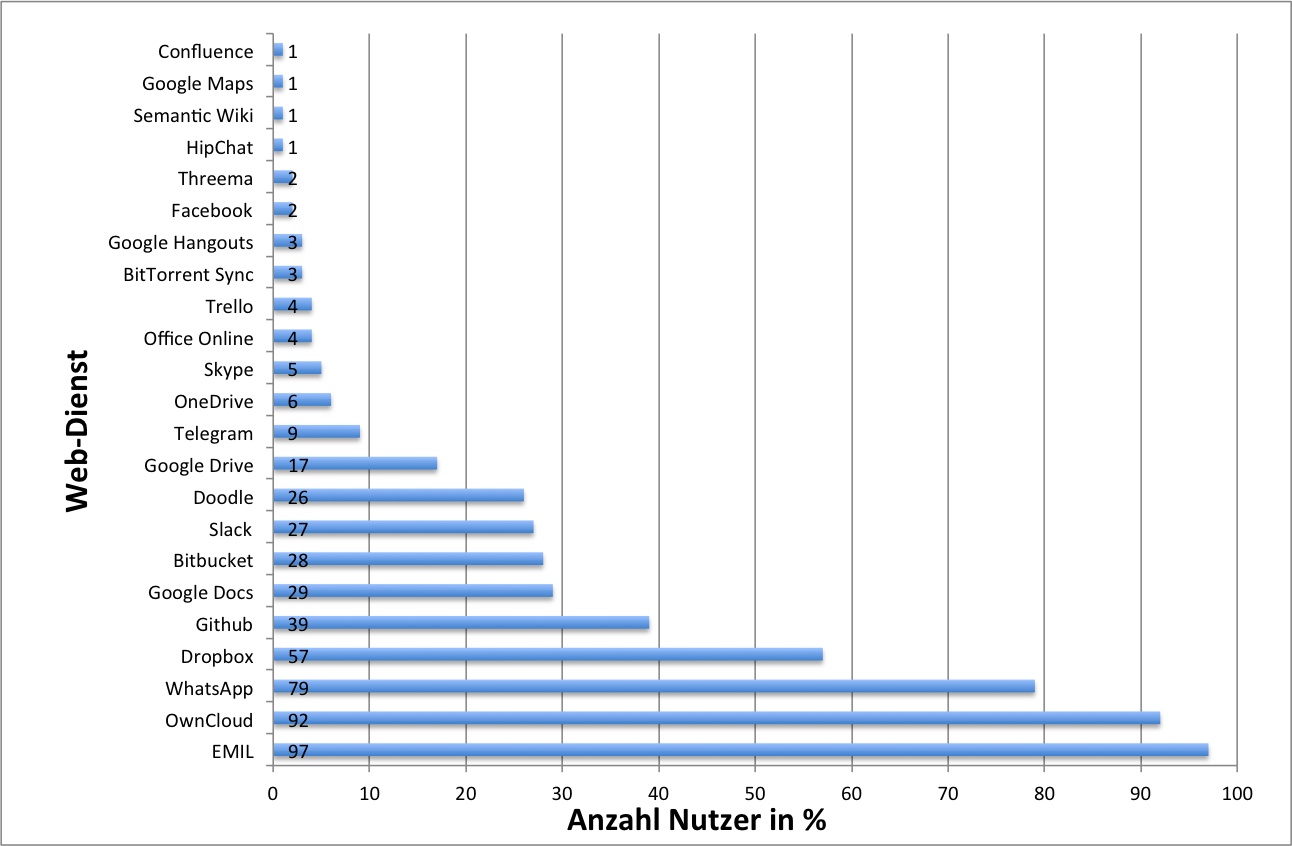 Confluence 1
Google Maps 1
Semantic Wiki 1
HipChat 1
Threema 2
Facebook 2
Google Hangouts 3
BitTorrent Sync 3
Trello 4
Office Online 4
Skype 5
OneDrive 6
Telegram 9
Google Drive 17
Doodle 26
Slack 27
Bitbucket 28
Google Docs 29
Github 39
Dropbox 57
WhatsApp 79
OwnCloud 92
EMIL 97
Web-Dienst
0 10 20 30 40 50 60 70 80 90 100
Anzahl Nutzer in %